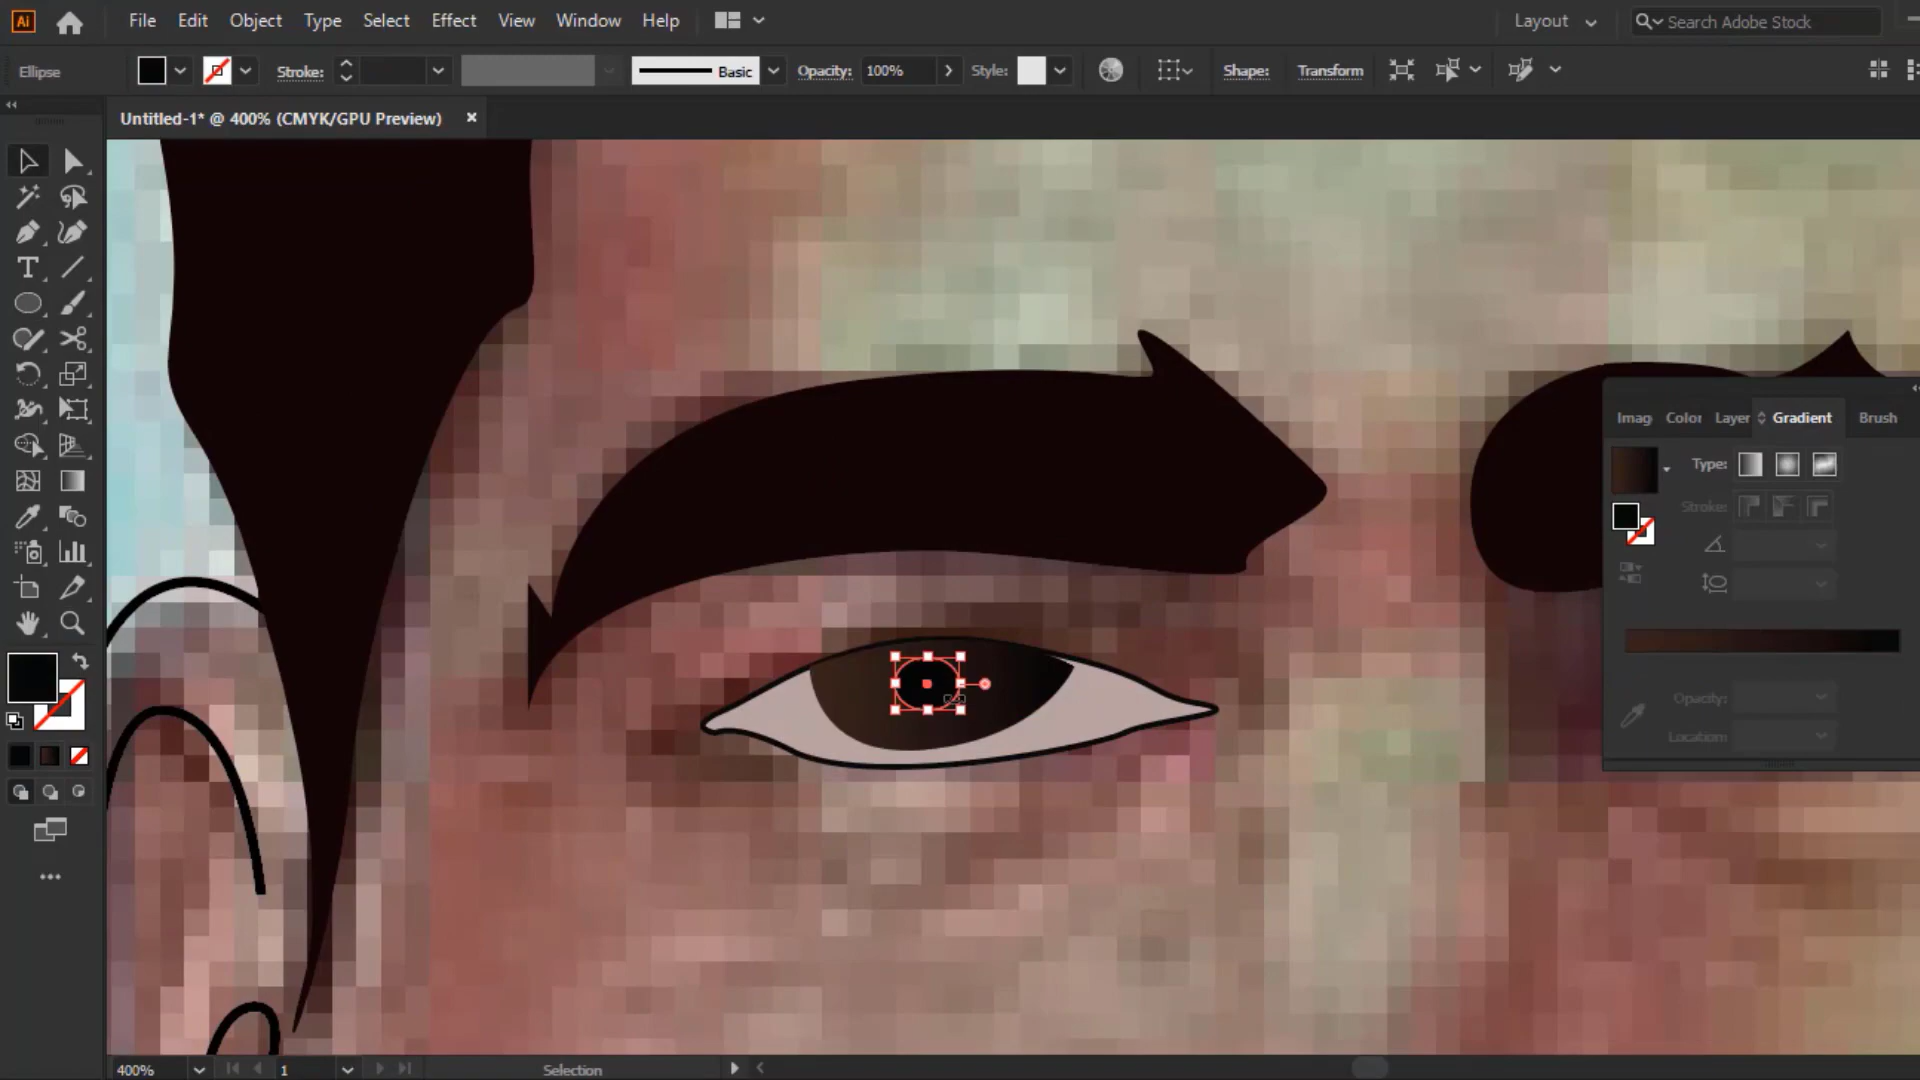 Ai File Edit Object Type Select Effect View Window Help Layout Search Adobe Stock
Ellipse Stroke: Basic Opacity: 100% Style: Shape: Transform
Untitled-1* @ 400% (CMYK/GPU Preview) ×
Imag Color Layer Gradient Brush
Type:
Stroke:
Opacity:
Location:
400% 1 Selection